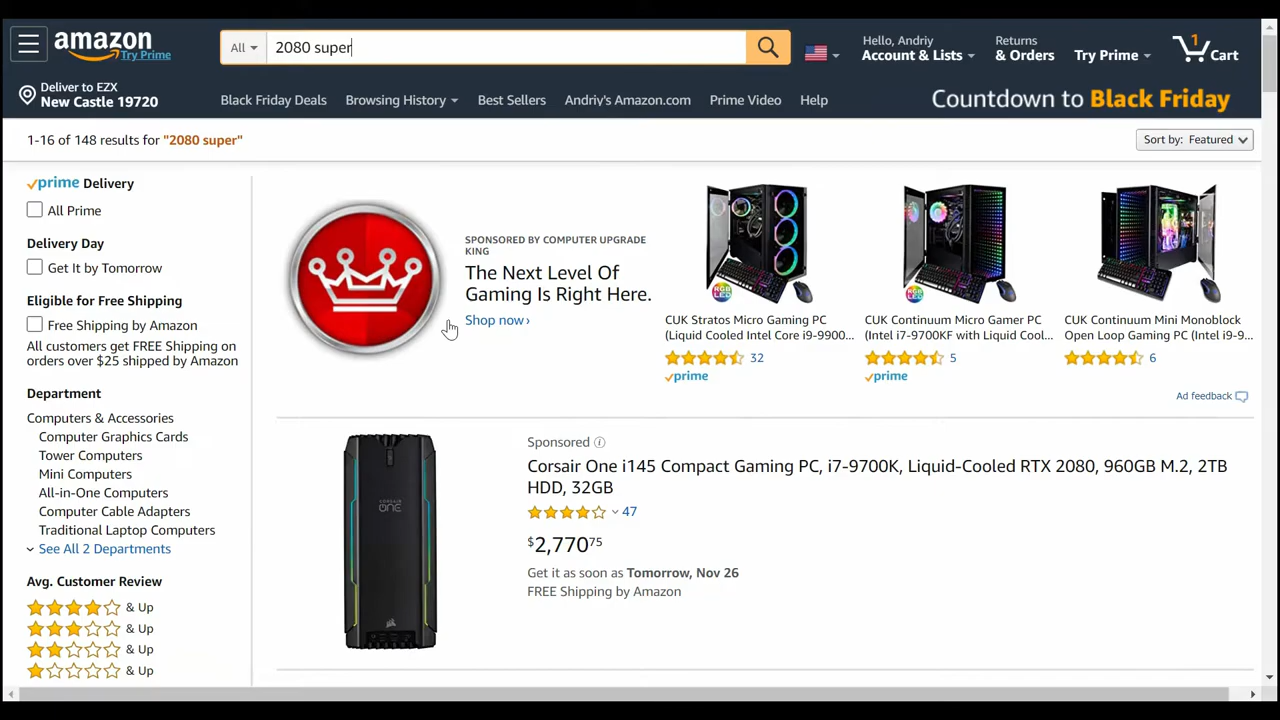 amazon
Try Prime
All
2080 super
Hello, Andriy
Account & Lists
Returns
& Orders
Try Prime
1
Cart
Deliver to EZX
New Castle 19720
Black Friday Deals
Browsing History
Best Sellers
Andriy's Amazon.com
Prime Video
Help
Countdown to Black Friday
1-16 of 148 results for "2080 super"
Sort by: Featured
prime Delivery
All Prime
Delivery Day
Get It by Tomorrow
Eligible for Free Shipping
Free Shipping by Amazon
All customers get FREE Shipping on
orders over $25 shipped by Amazon
Department
Computers & Accessories
Computer Graphics Cards
Tower Computers
Mini Computers
All-in-One Computers
Computer Cable Adapters
Traditional Laptop Computers
See All 2 Departments
Avg. Customer Review
& Up
& Up
& Up
& Up
SPONSORED BY COMPUTER UPGRADE
KING
The Next Level Of
Gaming Is Right Here.
Shop now ›
RGB
LED
CUK Stratos Micro Gaming PC
(Liquid Cooled Intel Core i9-9900...
32
prime
RGB
LED
CUK Continuum Micro Gamer PC
(Intel i7-9700KF with Liquid Cool...
5
prime
CUK Continuum Mini Monoblock
Open Loop Gaming PC (Intel i9-9...
6
Ad feedback
CORSAIR
ONE
Sponsored
Corsair One i145 Compact Gaming PC, i7-9700K, Liquid-Cooled RTX 2080, 960GB M.2, 2TB
HDD, 32GB
47
$2,77075
Get it as soon as Tomorrow, Nov 26
FREE Shipping by Amazon